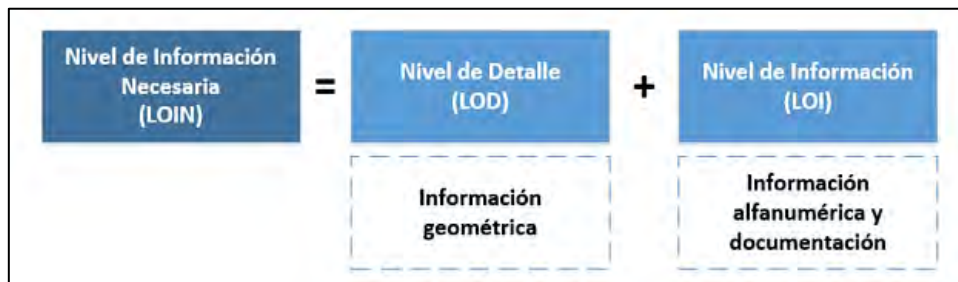 Nivel de Información
Necesaria
(LOIN)
=
Nivel de Detalle
(LOD)
+
Nivel de Información
(LOI)
Información
geométrica
Información
alfanumérica y
documentación